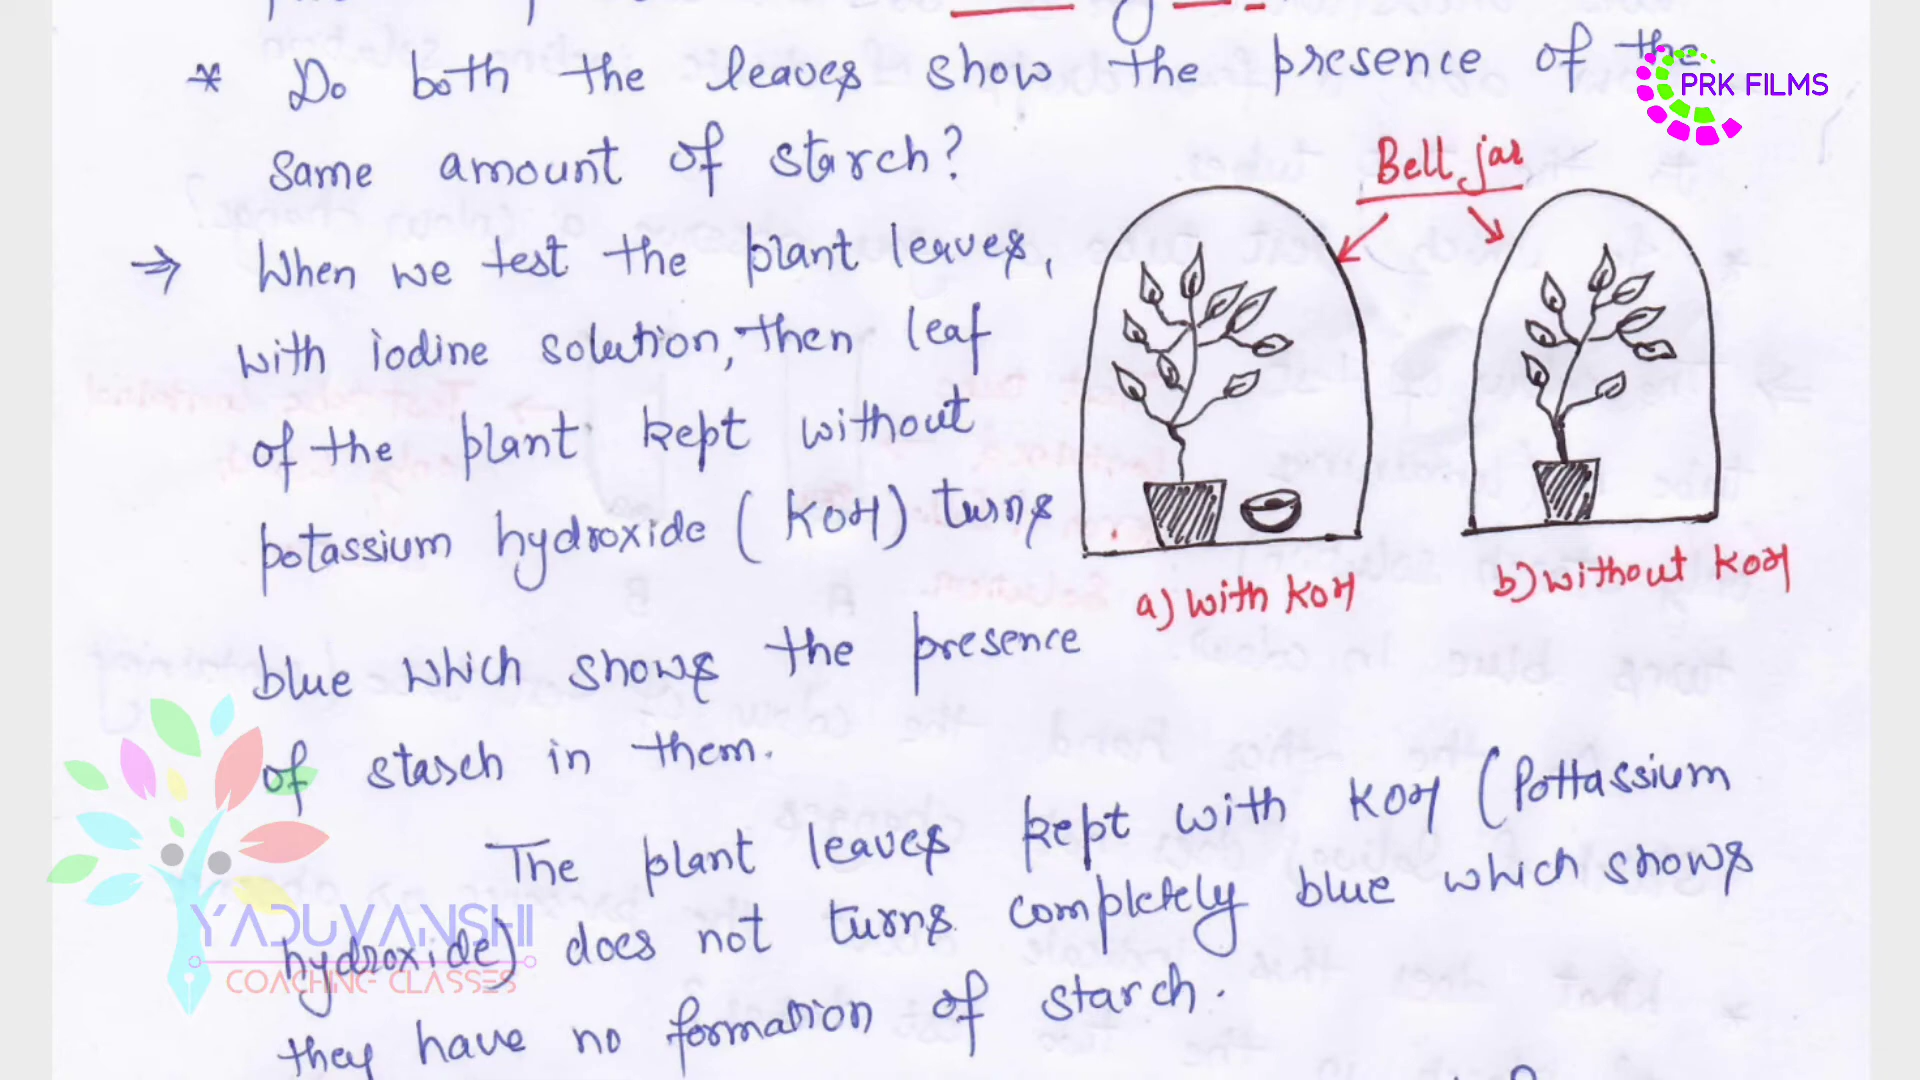 * Do both the leaves show the presence of the
same amount of starch?
⇒ When we test the plant leaves,
with iodine solution, then leaf
of the plant kept without
potassium hydroxide (KOH) turns
blue which shows the presence
of starch in them.
The plant leaves kept with KOH (Pottassium
hydroxide) does not turns completely blue which shows
they have no formation of starch.
Bell jar
a) with KOH
b) without KOH
PRK FILMS
YADUVANSHI
COACHING CLASSES